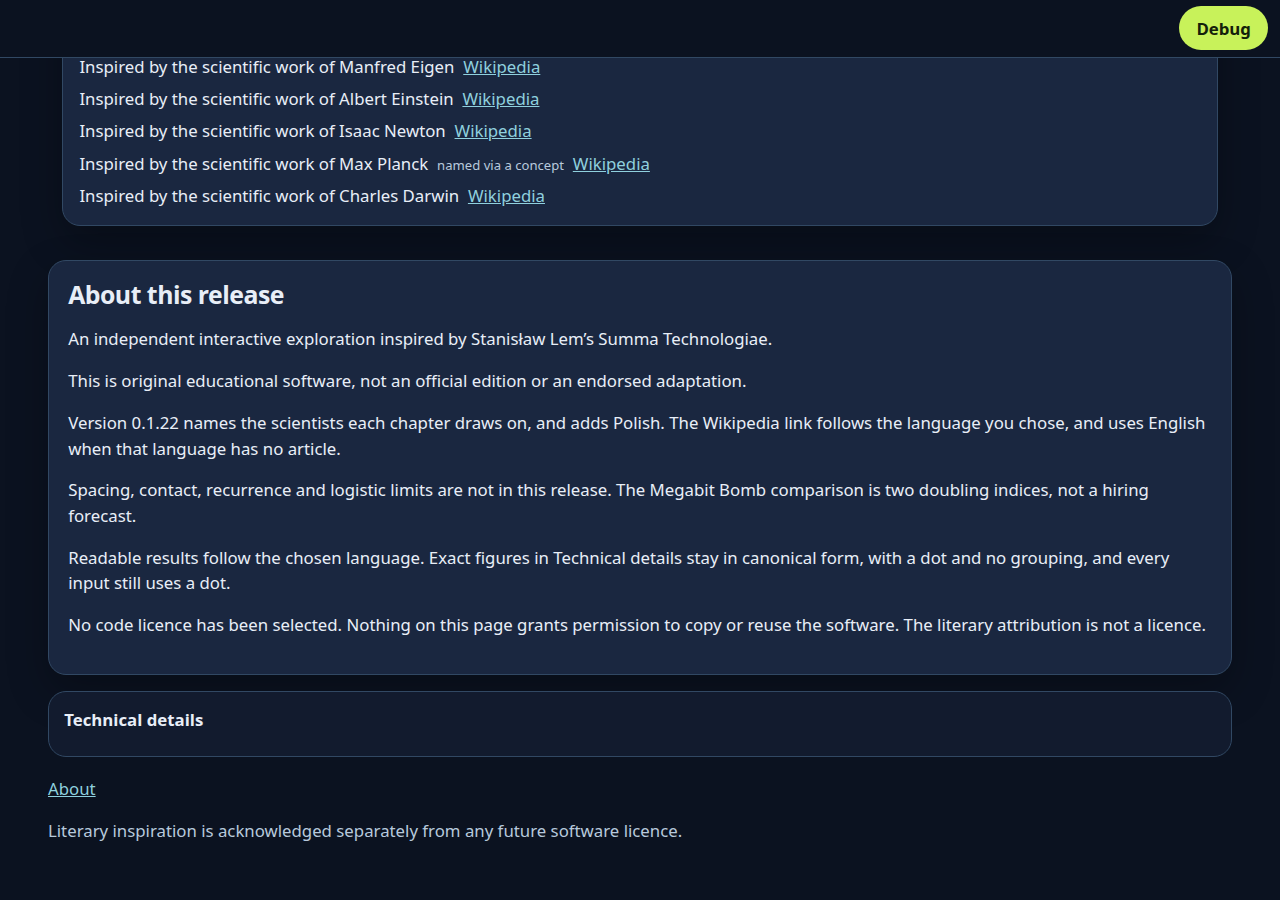 Debug
Inspired by the scientific work of Manfred Eigen Wikipedia
Inspired by the scientific work of Albert Einstein Wikipedia
Inspired by the scientific work of Isaac Newton Wikipedia
Inspired by the scientific work of Max Planck named via a concept Wikipedia
Inspired by the scientific work of Charles Darwin Wikipedia
About this release
An independent interactive exploration inspired by Stanisław Lem’s Summa Technologiae.
This is original educational software, not an official edition or an endorsed adaptation.
Version 0.1.22 names the scientists each chapter draws on, and adds Polish. The Wikipedia link follows the language you chose, and uses English
when that language has no article.
Spacing, contact, recurrence and logistic limits are not in this release. The Megabit Bomb comparison is two doubling indices, not a hiring
forecast.
Readable results follow the chosen language. Exact figures in Technical details stay in canonical form, with a dot and no grouping, and every
input still uses a dot.
No code licence has been selected. Nothing on this page grants permission to copy or reuse the software. The literary attribution is not a licence.
Technical details
About
Literary inspiration is acknowledged separately from any future software licence.